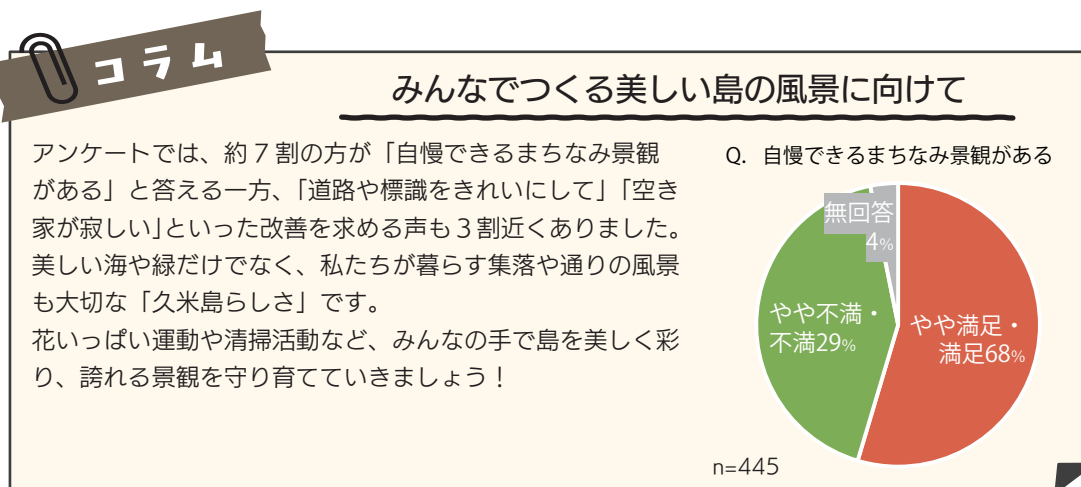 コラム
みんなでつくる美しい島の風景に向けて
アンケートでは、約７割の方が「自慢できるまちなみ景観
がある」と答える一方、「道路や標識をきれいにして」「空き
家が寂しい」といった改善を求める声も３割近くありました。
美しい海や緑だけでなく、私たちが暮らす集落や通りの風景
も大切な「久米島らしさ」です。
花いっぱい運動や清掃活動など、みんなの手で島を美しく彩
り、誇れる景観を守り育てていきましょう！
Q. 自慢できるまちなみ景観がある
無回答
4%
やや不満・
不満29%
やや満足・
満足68%
n=445